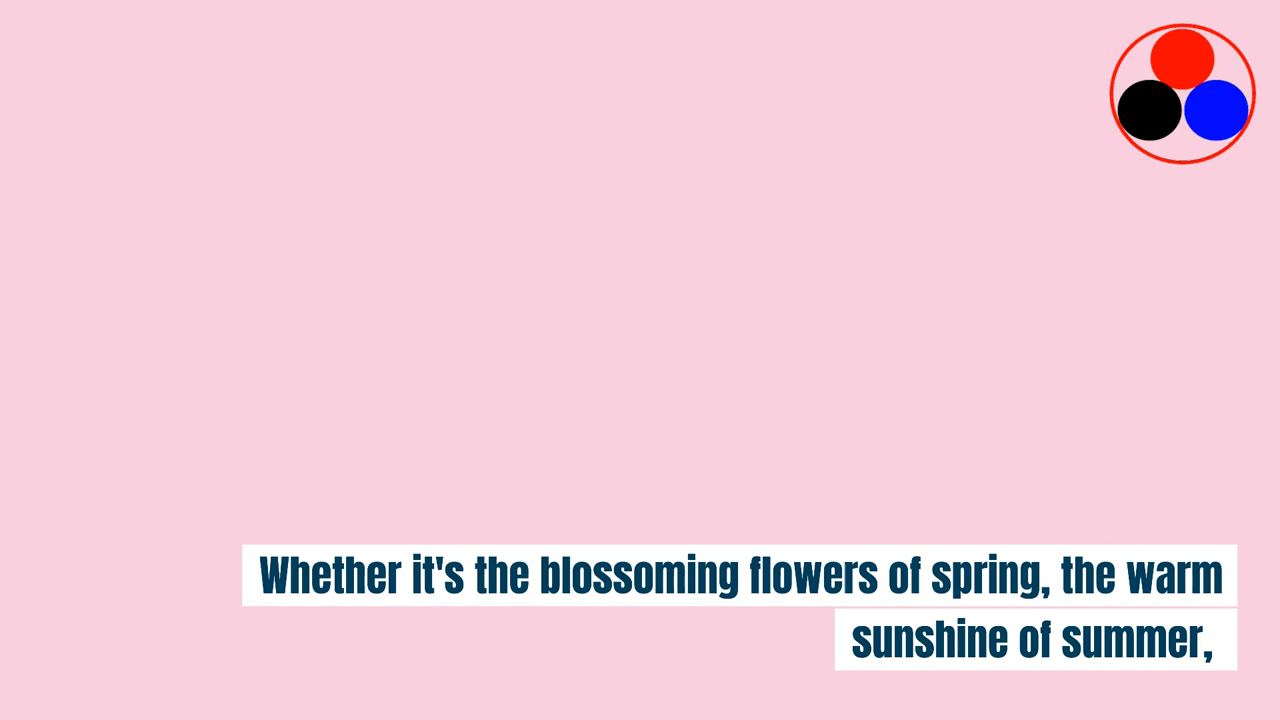 Whether it's the blossoming flowers of spring, the warm
sunshine of summer,